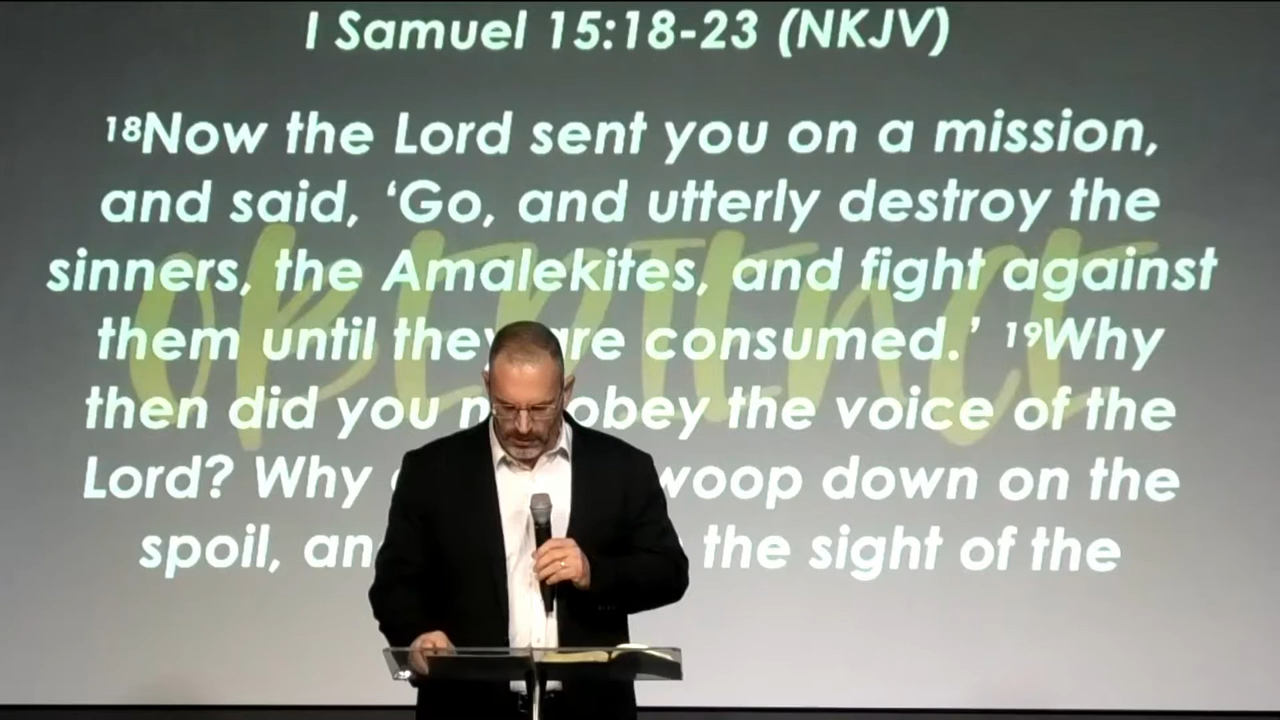 I Samuel 15:18-23 (NKJV)
18Now the Lord sent you on a mission,
and said, ‘Go, and utterly destroy the
sinners, the Amalekites, and fight against
them until they are consumed.’ 19Why
then did you obey the voice of the
Lord? Why down on the
spoil, the sight of the
OBEDIENCE